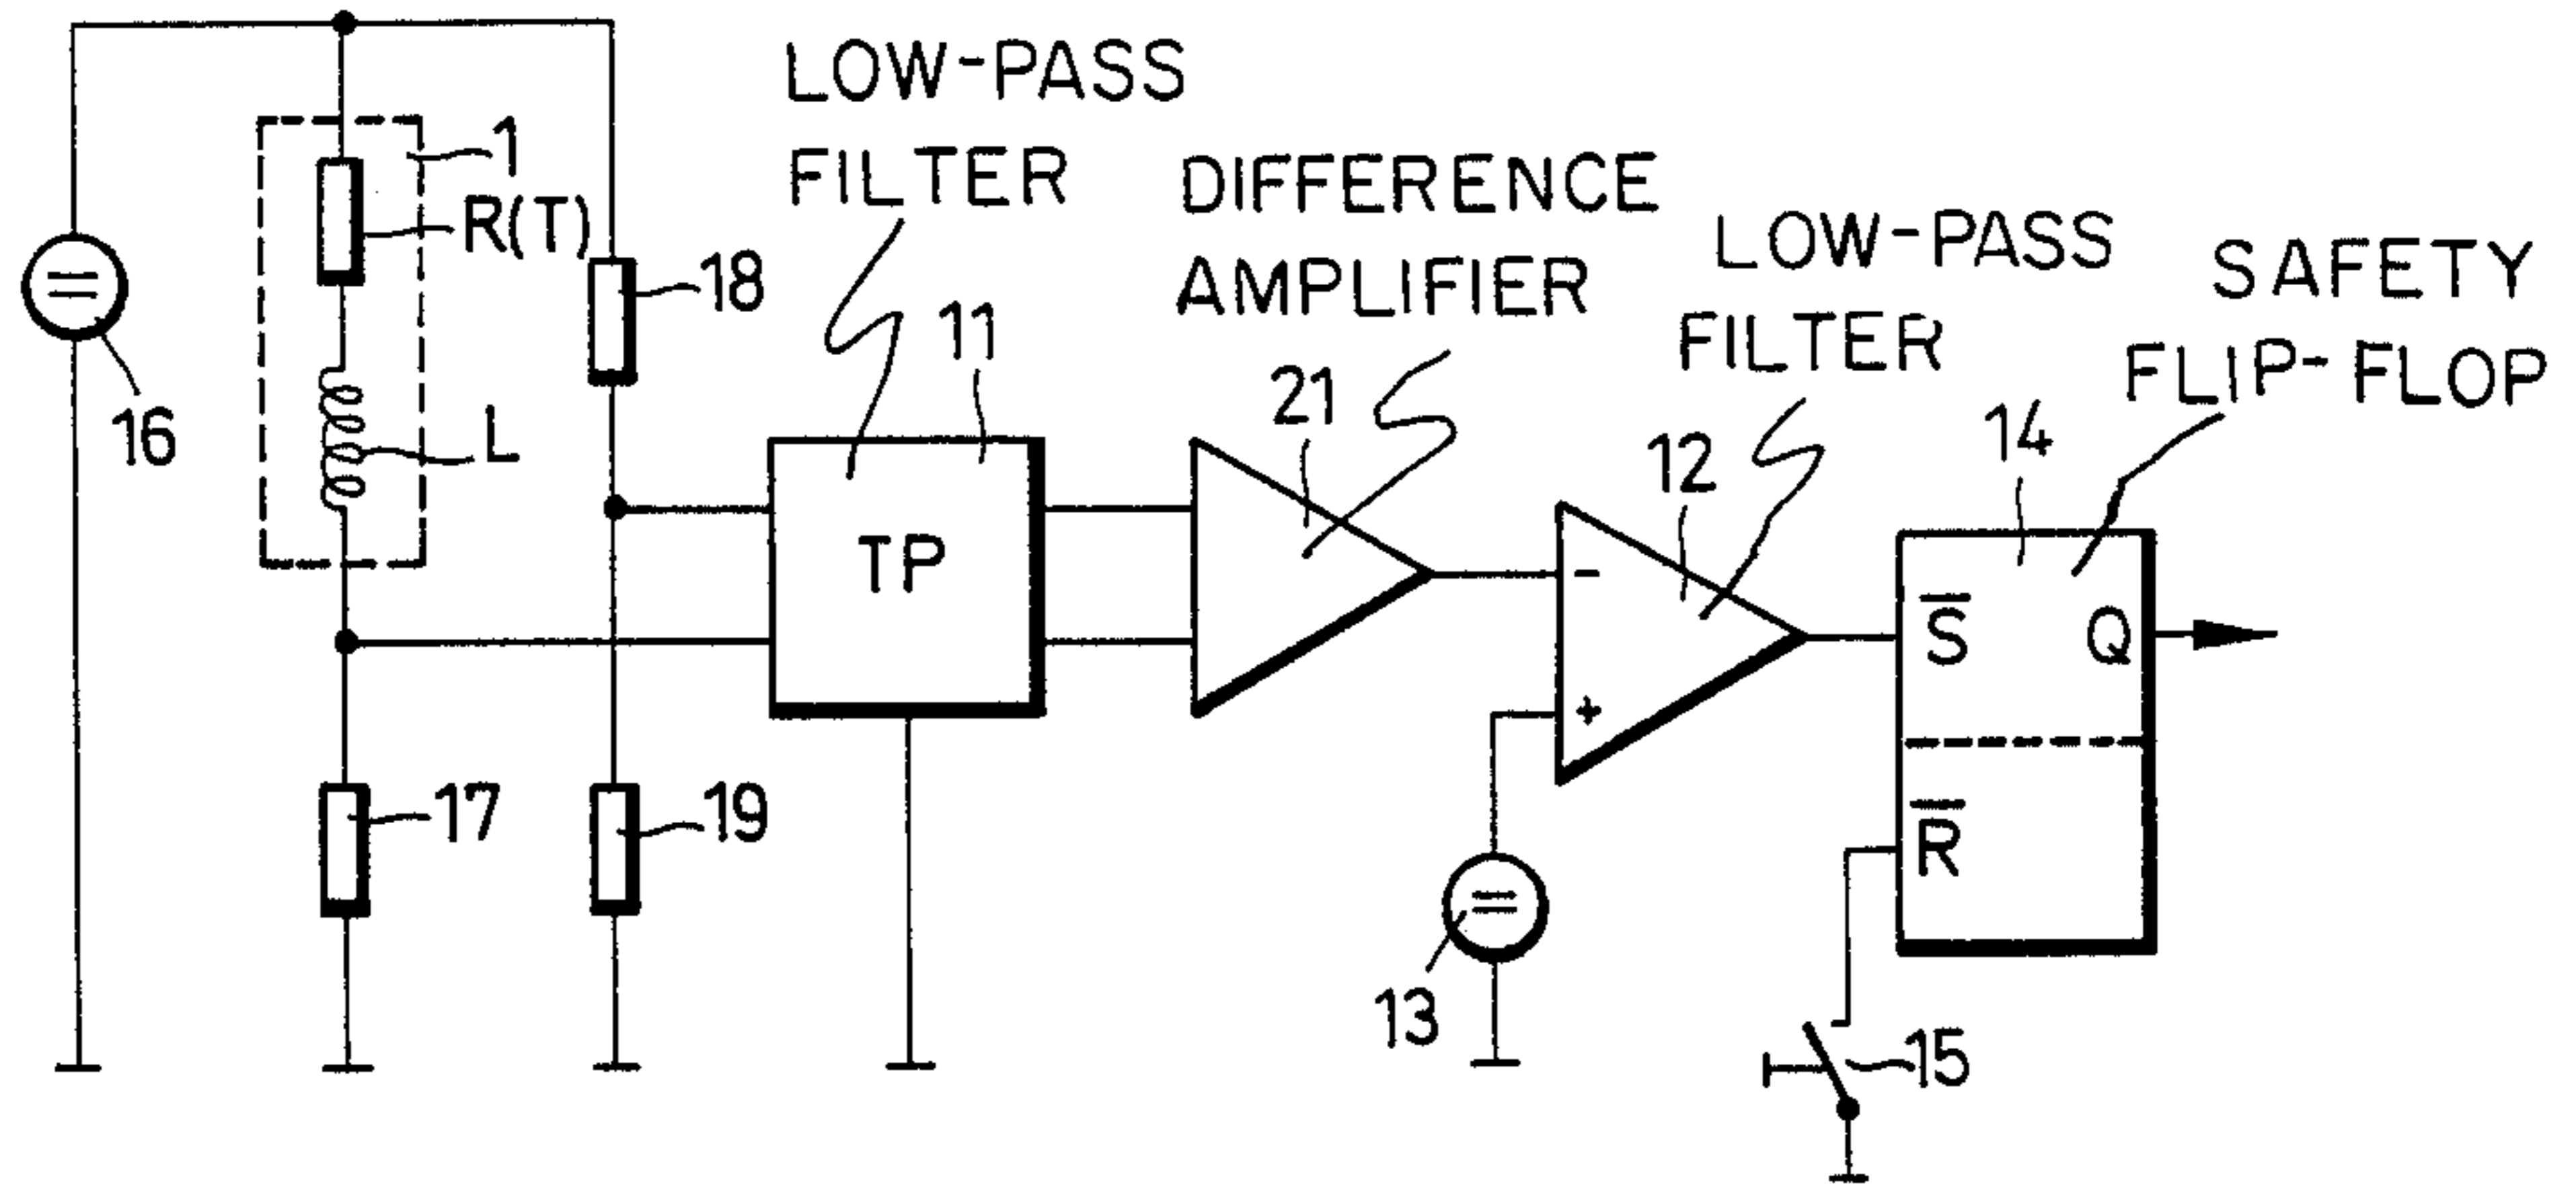 LOW-PASS
FILTER
DIFFERENCE
AMPLIFIER
LOW-PASS
FILTER
SAFETY
FLIP-FLOP
1
R(T)
16
L
18
11
TP
21
12
14
S̅
Q
R̅
17
19
13
15
- 
+